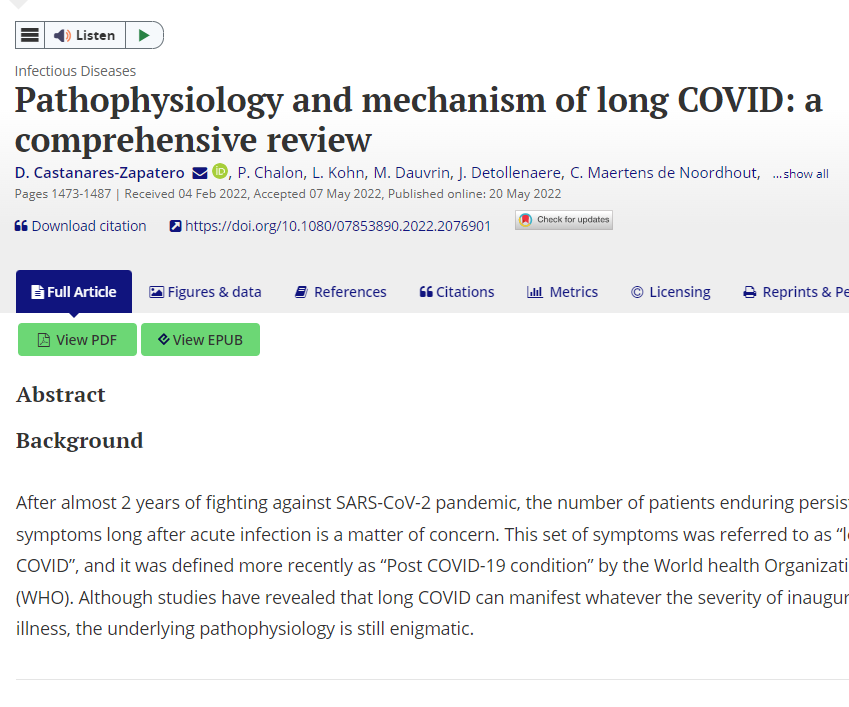 Listen
Infectious Diseases
Pathophysiology and mechanism of long COVID: a
comprehensive review
D. Castanares-Zapatero iD, P. Chalon, L. Kohn, M. Dauvrin, J. Detollenaere, C. Maertens de Noordhout, ...show all
Pages 1473-1487 | Received 04 Feb 2022, Accepted 07 May 2022, Published online: 20 May 2022
Download citation https://doi.org/10.1080/07853890.2022.2076901 Check for updates
Full Article Figures & data References Citations Metrics Licensing Reprints & Pe
View PDF View EPUB
Abstract
Background
After almost 2 years of fighting against SARS-CoV-2 pandemic, the number of patients enduring persis
symptoms long after acute infection is a matter of concern. This set of symptoms was referred to as “l
COVID”, and it was defined more recently as “Post COVID-19 condition” by the World health Organizati
(WHO). Although studies have revealed that long COVID can manifest whatever the severity of inaugur
illness, the underlying pathophysiology is still enigmatic.